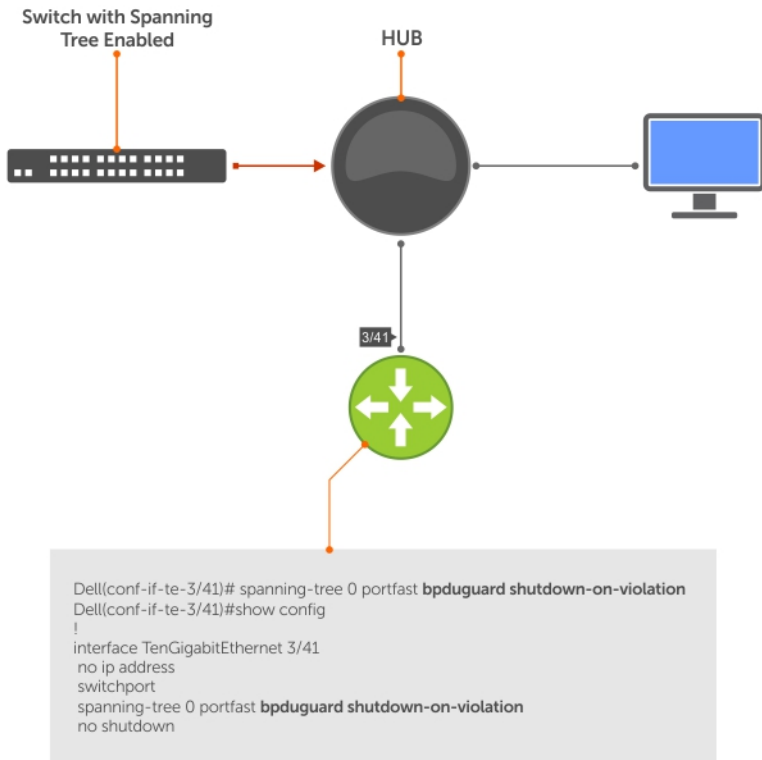 Switch with Spanning
Tree Enabled
HUB
3/41
Dell(conf-if-te-3/41)# spanning-tree 0 portfast bpduguard shutdown-on-violation
Dell(conf-if-te-3/41)#show config
!
interface TenGigabitEthernet 3/41
no ip address
switchport
spanning-tree 0 portfast bpduguard shutdown-on-violation
no shutdown